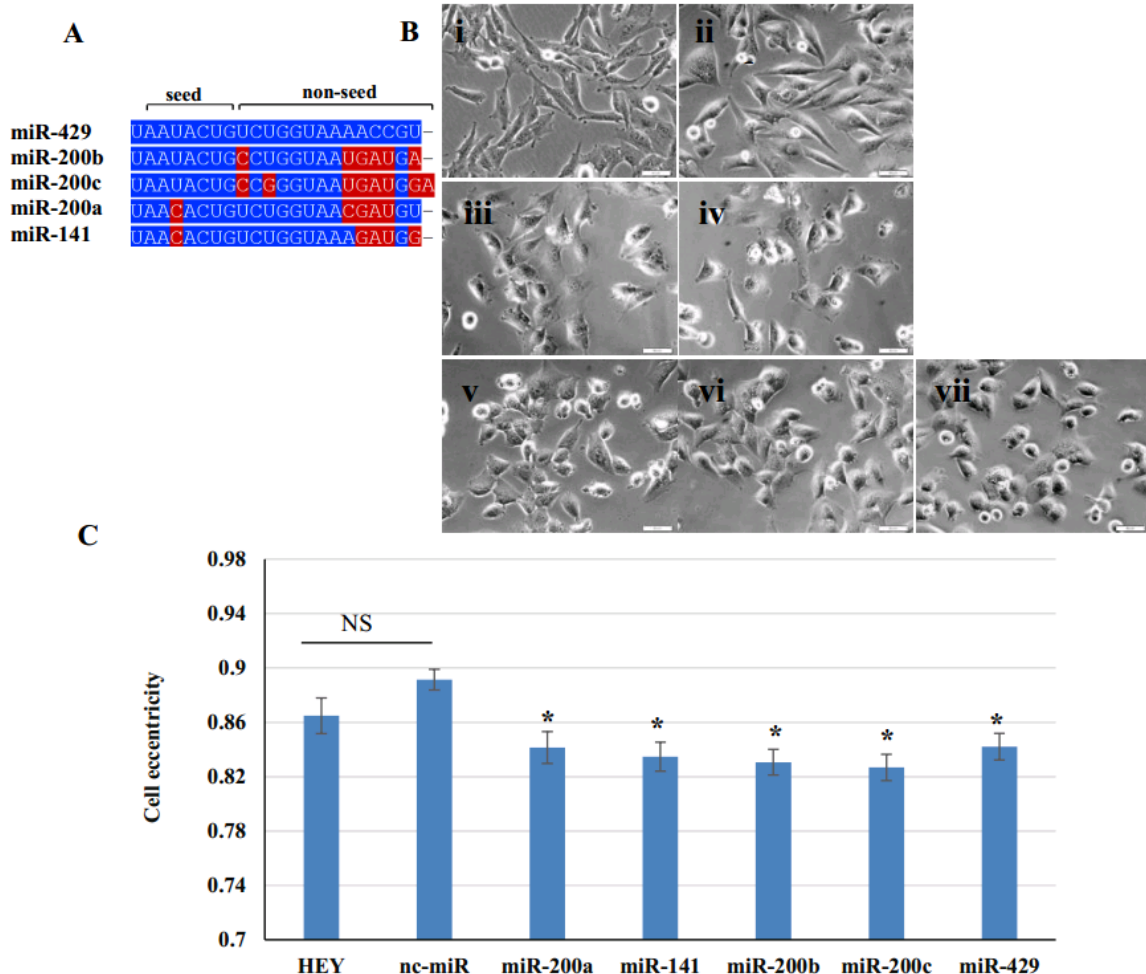 A
B
seed non-seed
miR-429 UAAUACUGUCUGGUAAAACCGU–
miR-200b UAAUACUGCCUGGUAAUGAUGA–
miR-200c UAAUACUGCCGGGUAAUGAUGGA
miR-200a UAACACUGUCUGGUAACGAUGU–
miR-141 UAACACUGUCUGGUAAAGAUGG–
i ii
iii iv
v vi vii
C
Cell eccentricity
0.98
0.94
0.9
0.86
0.82
0.78
0.74
0.7
NS
* * * * *
HEY nc-miR miR-200a miR-141 miR-200b miR-200c miR-429